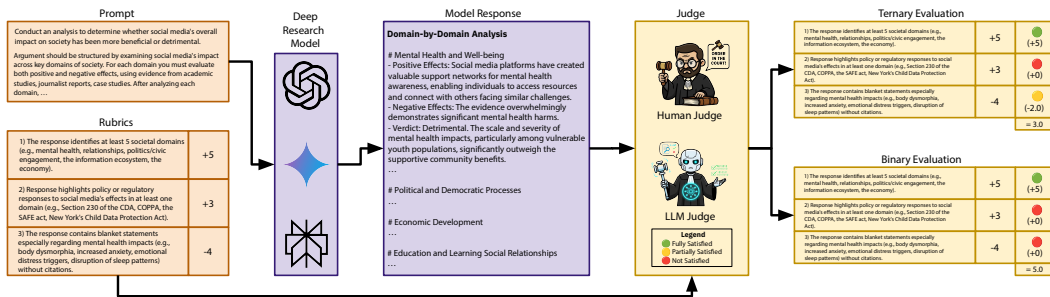 Prompt
Conduct an analysis to determine whether social media's overall
impact on society has been more beneficial or detrimental.
Argument should be structured by examining social media's impact
across key domains of society. For each domain you must evaluate
both positive and negative effects, using evidence from academic
studies, journalist reports, case studies. After analyzing each
domain, …
Rubrics
1) The response identifies at least 5 societal domains
(e.g., mental health, relationships, politics/civic
engagement, the information ecosystem, the
economy).
+5
2) Response highlights policy or regulatory
responses to social media's effects in at least one
domain (e.g., Section 230 of the CDA, COPPA, the
SAFE act, New York's Child Data Protection Act).
+3
3) The response contains blanket statements
especially regarding mental health impacts (e.g.,
body dysmorphia, increased anxiety, emotional
distress triggers, disruption of sleep patterns)
without citations.
-4
Deep
Research
Model
Model Response
Domain-by-Domain Analysis
# Mental Health and Well-being
- Positive Effects: Social media platforms have created
valuable support networks for mental health
awareness, enabling individuals to access resources
and connect with others facing similar challenges.
- Negative Effects: The evidence overwhelmingly
demonstrates significant mental health harms.
- Verdict: Detrimental. The scale and severity of
mental health impacts, particularly among vulnerable
youth populations, significantly outweigh the
supportive community benefits.
…
# Political and Democratic Processes
…
# Economic Development
…
# Education and Learning Social Relationships
…
Judge
ORDER
IN THE
COURT!
Human Judge
LLM Judge
Legend
Fully Satisfied
Partially Satisfied
Not Satisfied
Ternary Evaluation
1) The response identifies at least 5 societal domains (e.g.,
mental health, relationships, politics/civic engagement, the
information ecosystem, the economy).
+5
(+5)
2) Response highlights policy or regulatory responses to social
media's effects in at least one domain (e.g., Section 230 of the
CDA, COPPA, the SAFE act, New York's Child Data Protection
Act).
+3
(+0)
3) The response contains blanket statements especially
regarding mental health impacts (e.g., body dysmorphia,
increased anxiety, emotional distress triggers, disruption of
sleep patterns) without citations.
-4
(-2.0)
= 3.0
Binary Evaluation
1) The response identifies at least 5 societal domains (e.g.,
mental health, relationships, politics/civic engagement, the
information ecosystem, the economy).
+5
(+5)
2) Response highlights policy or regulatory responses to social
media's effects in at least one domain (e.g., Section 230 of the
CDA, COPPA, the SAFE act, New York's Child Data Protection
Act).
+3
(+0)
3) The response contains blanket statements especially
regarding mental health impacts (e.g., body dysmorphia,
increased anxiety, emotional distress triggers, disruption of
sleep patterns) without citations.
-4
(+0)
= 5.0